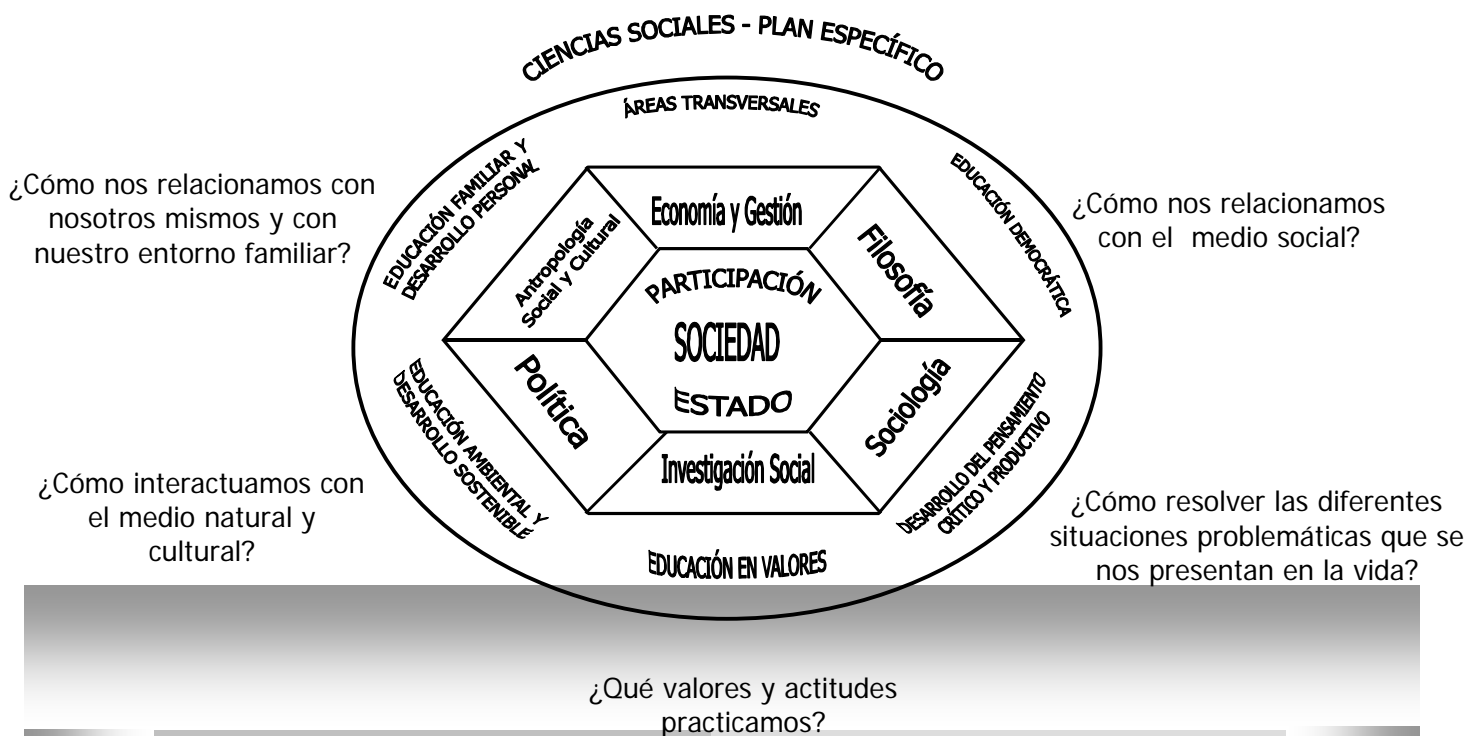 CIENCIAS SOCIALES - PLAN ESPECÍFICO
ÁREAS TRANSVERSALES
EDUCACIÓN FAMILIAR Y
DESARROLLO PERSONAL
EDUCACIÓN DEMOCRÁTICA
¿Cómo nos relacionamos con
nosotros mismos y con
nuestro entorno familiar?
¿Cómo nos relacionamos
con el medio social?
Economía y Gestión
Antropología
Social y Cultural
Filosofía
PARTICIPACIÓN
SOCIEDAD
ESTADO
Política
Sociología
Investigación Social
EDUCACIÓN AMBIENTAL Y
DESARROLLO SOSTENIBLE
DESARROLLO DEL PENSAMIENTO
CRÍTICO Y PRODUCTIVO
¿Cómo interactuamos con
el medio natural y
cultural?
¿Cómo resolver las diferentes
situaciones problemáticas que se
nos presentan en la vida?
EDUCACIÓN EN VALORES
¿Qué valores y actitudes
practicamos?